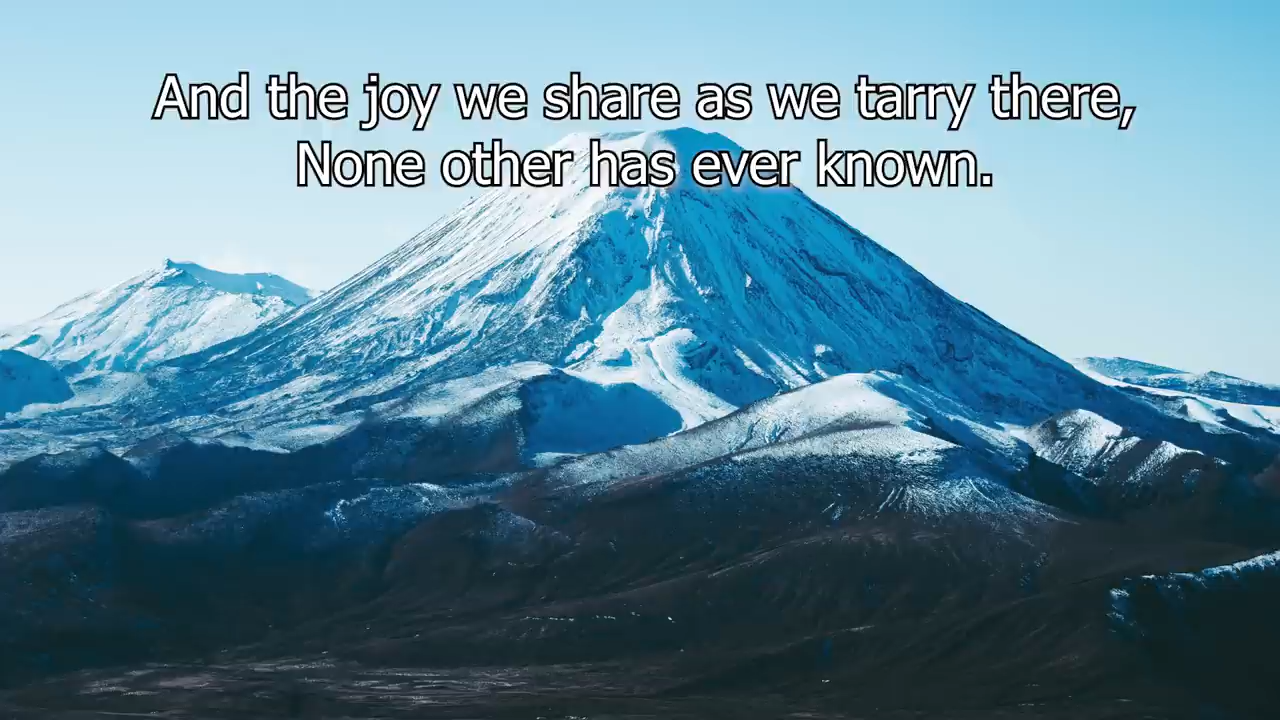 And the joy we share as we tarry there,
None other has ever known.